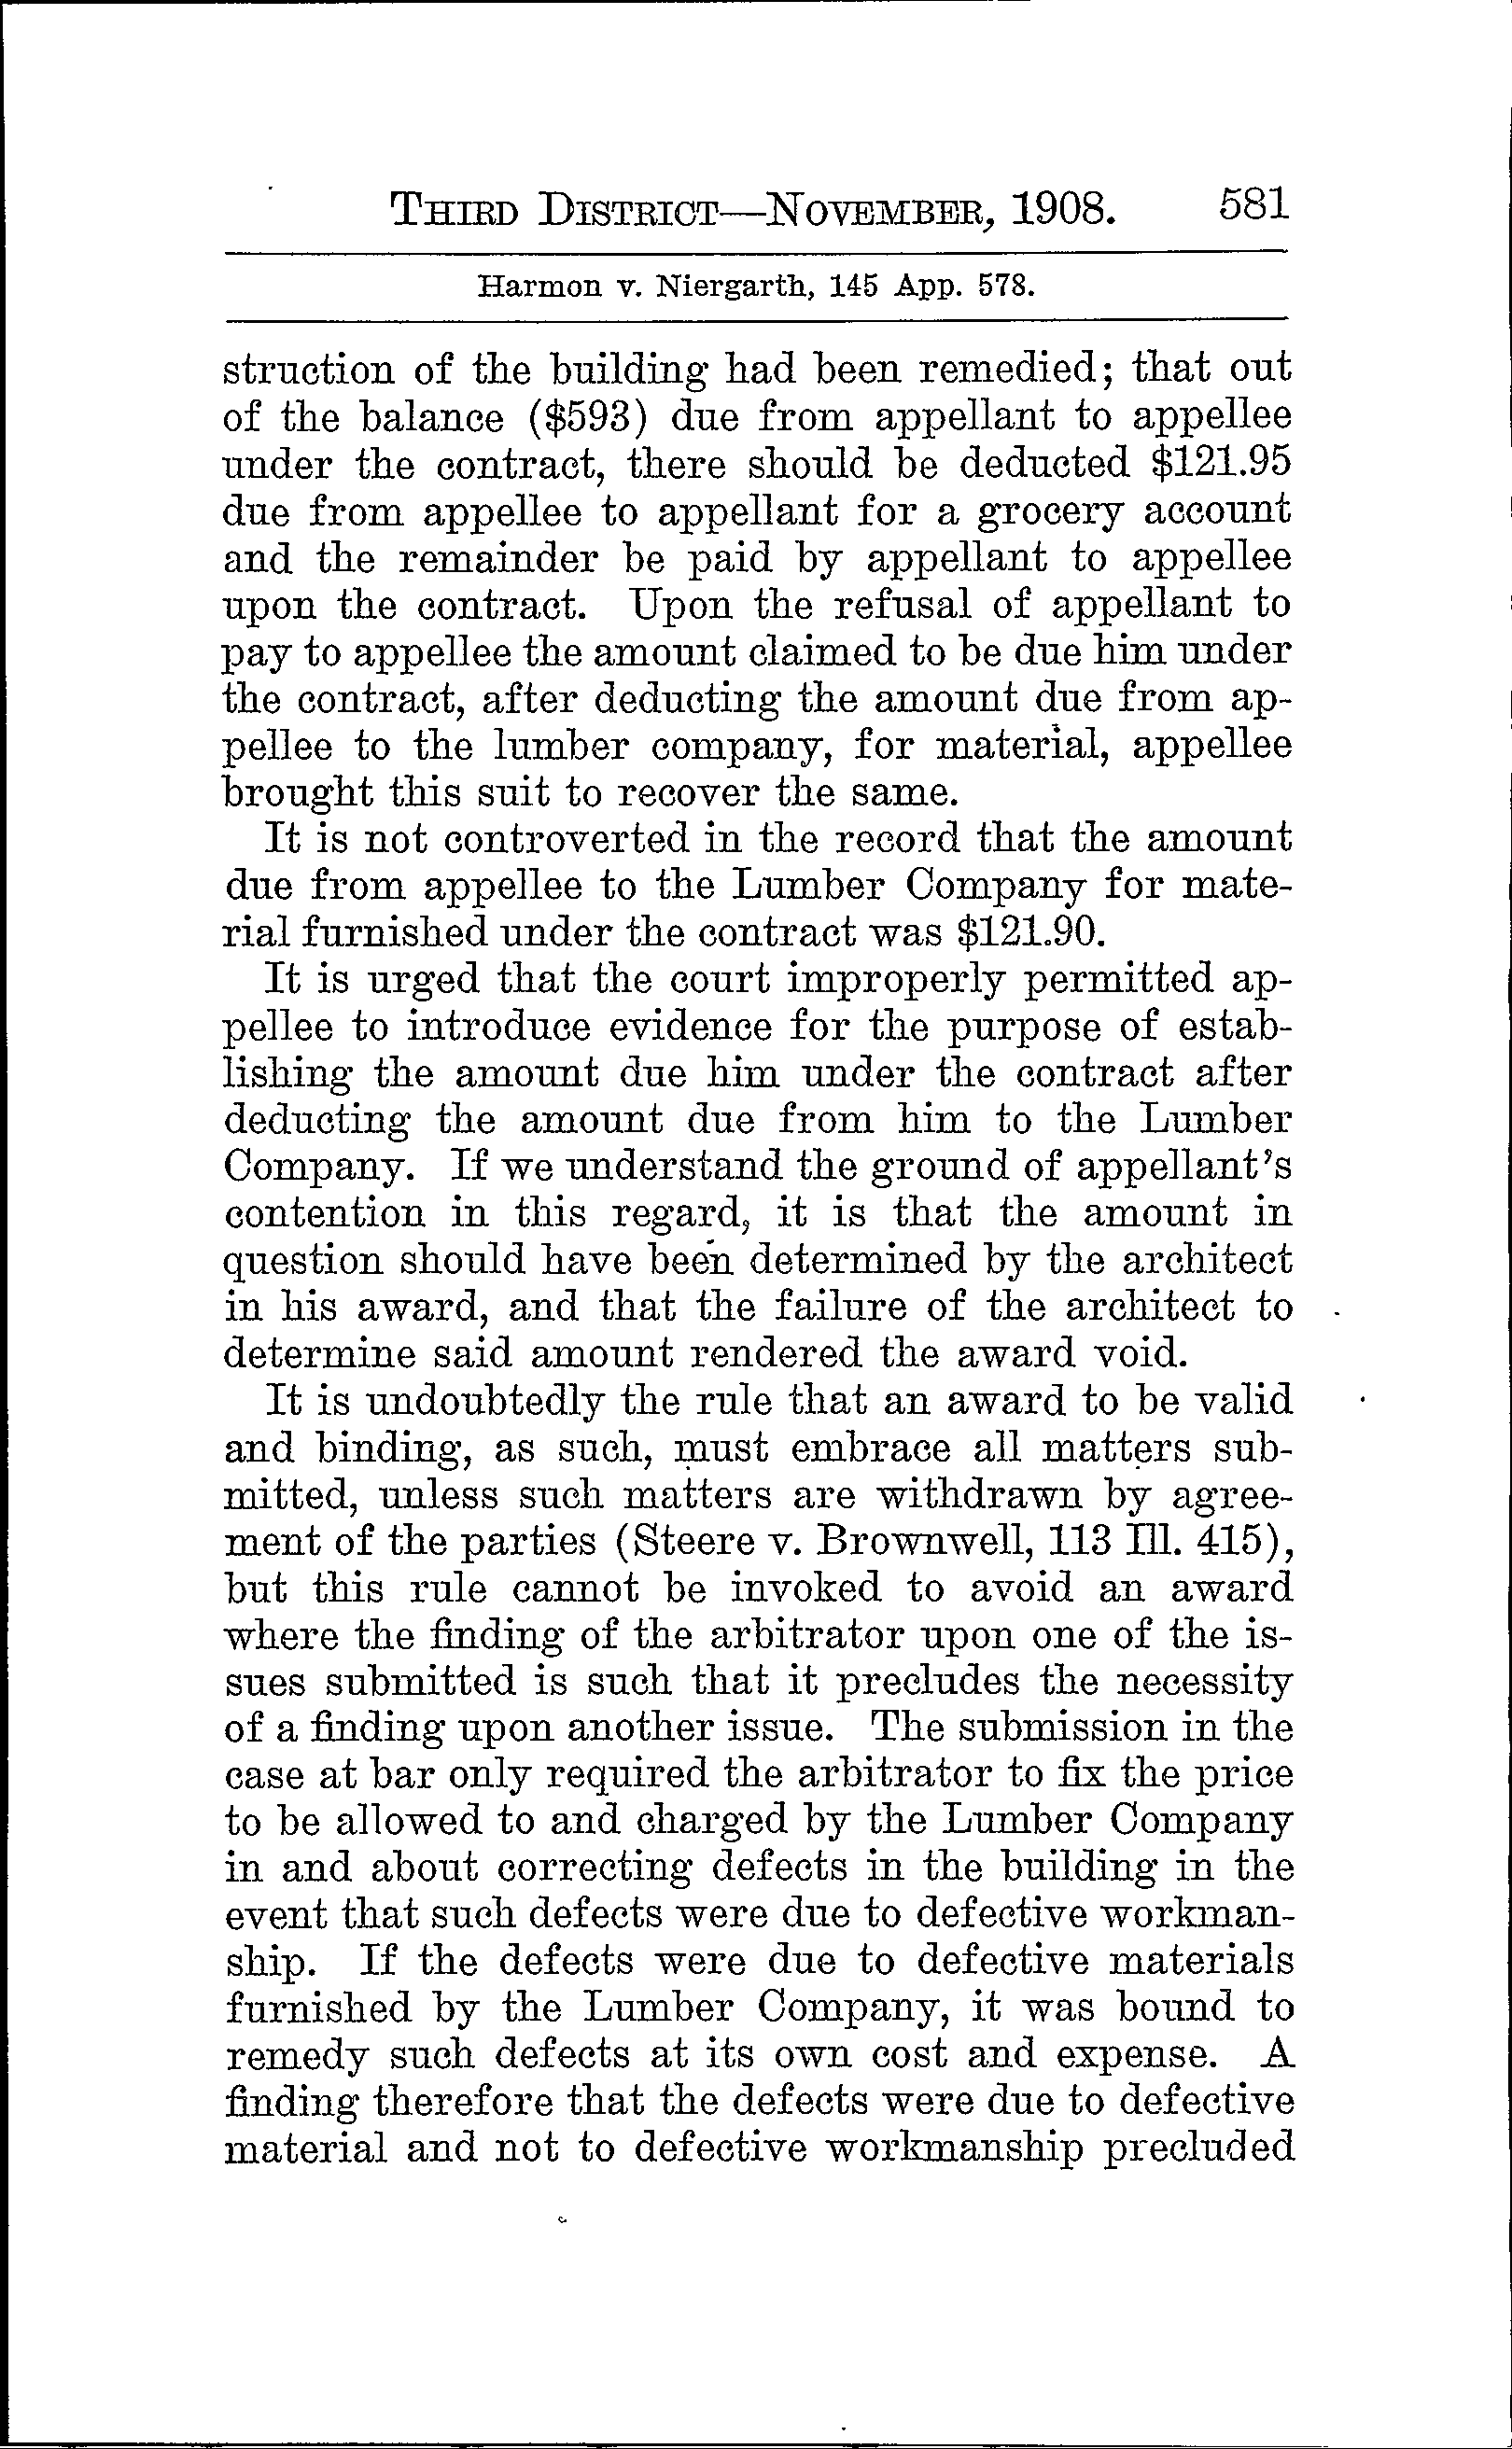 THIRD DISTRICT—NOVEMBER, 1908. 581
Harmon v. Niergarth, 145 App. 578.
struction of the building had been remedied; that out
of the balance ($593) due from appellant to appellee
under the contract, there should be deducted $121.95
due from appellee to appellant for a grocery account
and the remainder be paid by appellant to appellee
upon the contract. Upon the refusal of appellant to
pay to appellee the amount claimed to be due him under
the contract, after deducting the amount due from ap-
pellee to the lumber company, for material, appellee
brought this suit to recover the same.
It is not controverted in the record that the amount
due from appellee to the Lumber Company for mate-
rial furnished under the contract was $121.90.
It is urged that the court improperly permitted ap-
pellee to introduce evidence for the purpose of estab-
lishing the amount due him under the contract after
deducting the amount due from him to the Lumber
Company. If we understand the ground of appellant's
contention in this regard, it is that the amount in
question should have been determined by the architect
in his award, and that the failure of the architect to
determine said amount rendered the award void.
It is undoubtedly the rule that an award to be valid
and binding, as such, must embrace all matters sub-
mitted, unless such matters are withdrawn by agree-
ment of the parties (Steere v. Brownwell, 113 Ill. 415),
but this rule cannot be invoked to avoid an award
where the finding of the arbitrator upon one of the is-
sues submitted is such that it precludes the necessity
of a finding upon another issue. The submission in the
case at bar only required the arbitrator to fix the price
to be allowed to and charged by the Lumber Company
in and about correcting defects in the building in the
event that such defects were due to defective workman-
ship. If the defects were due to defective materials
furnished by the Lumber Company, it was bound to
remedy such defects at its own cost and expense. A
finding therefore that the defects were due to defective
material and not to defective workmanship precluded